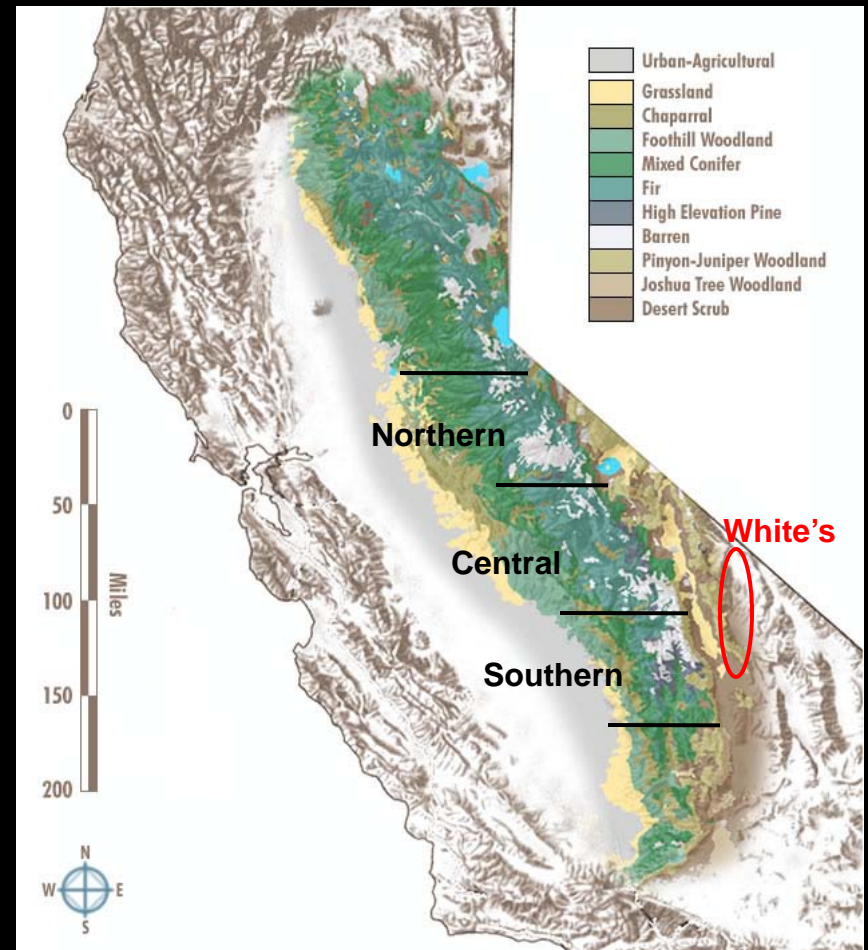 Urban-Agricultural
Grassland
Chaparral
Foothill Woodland
Mixed Conifer
Fir
High Elevation Pine
Barren
Pinyon-Juniper Woodland
Joshua Tree Woodland
Desert Scrub
Northern
White's
Central
Southern
0
50
100
150
200
Miles
N
W E
S